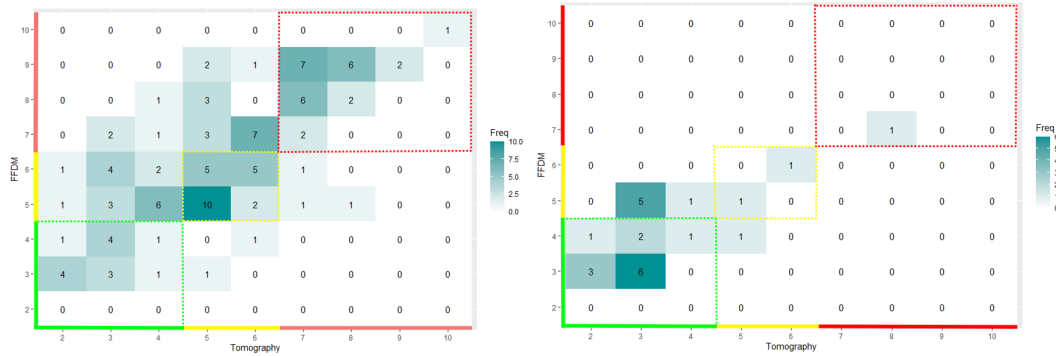 10 0 0 0 0 0 0 0 0 1
9 0 0 0 2 1 7 6 2 0
8 0 0 1 3 0 6 2 0 0
7 0 2 1 3 7 2 0 0 0
6 1 4 2 5 5 1 0 0 0
5 1 3 6 10 2 1 1 0 0
4 1 4 1 0 1 0 0 0 0
3 4 3 1 1 0 0 0 0 0
2 0 0 0 0 0 0 0 0 0
2 3 4 5 6 7 8 9 10
Tomography
FFDM
Freq
10.0
7.5
5.0
2.5
0.0
10 0 0 0 0 0 0 0 0 0
9 0 0 0 0 0 0 0 0 0
8 0 0 0 0 0 0 0 0 0
7 0 0 0 0 0 0 1 0 0
6 0 0 0 0 1 0 0 0 0
5 0 5 1 1 0 0 0 0 0
4 1 2 1 1 0 0 0 0 0
3 3 6 0 0 0 0 0 0 0
2 0 0 0 0 0 0 0 0 0
2 3 4 5 6 7 8 9 10
Tomography
FFDM
Freq